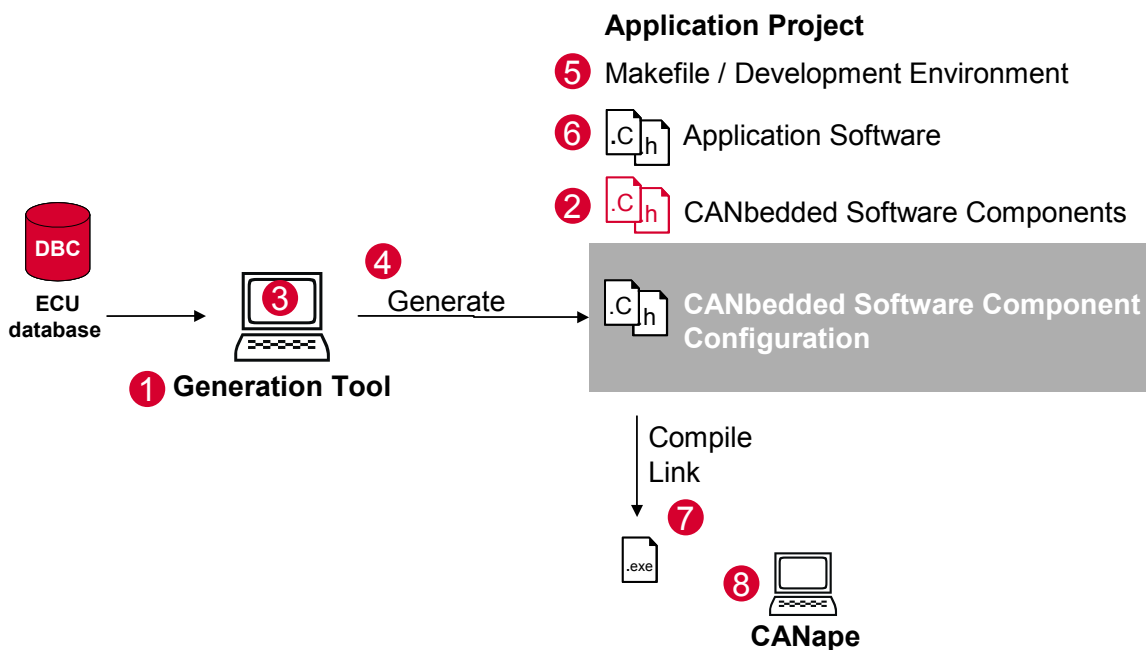 Application Project
5 Makefile / Development Environment
6 .C .h Application Software
2 .C .h CANbedded Software Components
DBC
ECU
database
3
4
Generate
.C .h CANbedded Software Component
Configuration
1 Generation Tool
Compile
Link
7
.exe
8
CANape